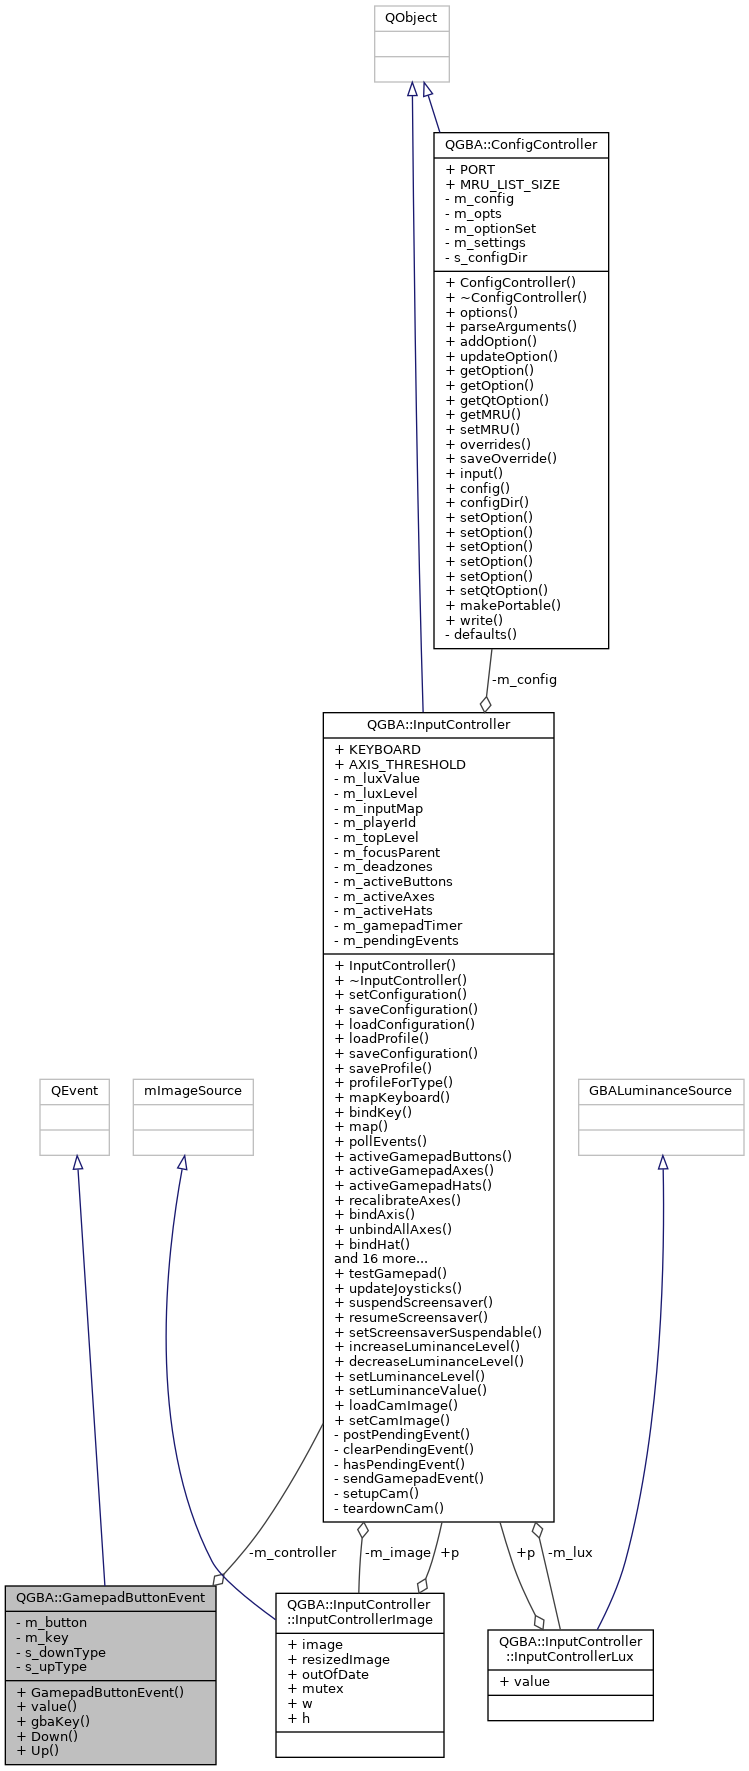 QObject
QGBA::ConfigController
+ PORT
+ MRU_LIST_SIZE
- m_config
- m_opts
- m_optionSet
- m_settings
- s_configDir
+ ConfigController()
+ ~ConfigController()
+ options()
+ parseArguments()
+ addOption()
+ updateOption()
+ getOption()
+ getOption()
+ getQtOption()
+ getMRU()
+ setMRU()
+ overrides()
+ saveOverride()
+ input()
+ config()
+ configDir()
+ setOption()
+ setOption()
+ setOption()
+ setOption()
+ setOption()
+ setQtOption()
+ makePortable()
+ write()
- defaults()
-m_config
QGBA::InputController
+ KEYBOARD
+ AXIS_THRESHOLD
- m_luxValue
- m_luxLevel
- m_inputMap
- m_playerId
- m_topLevel
- m_focusParent
- m_deadzones
- m_activeButtons
- m_activeAxes
- m_activeHats
- m_gamepadTimer
- m_pendingEvents
+ InputController()
+ ~InputController()
+ setConfiguration()
+ saveConfiguration()
+ loadConfiguration()
+ loadProfile()
+ saveConfiguration()
+ saveProfile()
+ profileForType()
+ mapKeyboard()
+ bindKey()
+ map()
+ pollEvents()
+ activeGamepadButtons()
+ activeGamepadAxes()
+ activeGamepadHats()
+ recalibrateAxes()
+ bindAxis()
+ unbindAllAxes()
+ bindHat()
and 16 more...
+ testGamepad()
+ updateJoysticks()
+ suspendScreensaver()
+ resumeScreensaver()
+ setScreensaverSuspendable()
+ increaseLuminanceLevel()
+ decreaseLuminanceLevel()
+ setLuminanceLevel()
+ setLuminanceValue()
+ loadCamImage()
+ setCamImage()
- postPendingEvent()
- clearPendingEvent()
- hasPendingEvent()
- sendGamepadEvent()
- setupCam()
- teardownCam()
QEvent
mImageSource
GBALuminanceSource
-m_controller
-m_image
+p
+p
-m_lux
QGBA::GamepadButtonEvent
- m_button
- m_key
- s_downType
- s_upType
+ GamepadButtonEvent()
+ value()
+ gbaKey()
+ Down()
+ Up()
QGBA::InputController
::InputControllerImage
+ image
+ resizedImage
+ outOfDate
+ mutex
+ w
+ h
QGBA::InputController
::InputControllerLux
+ value